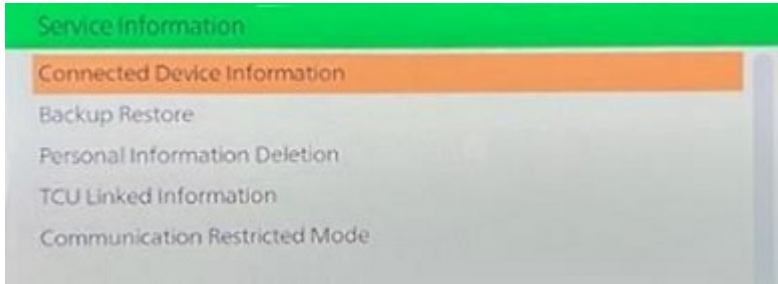 Service Information
Connected Device Information
Backup Restore
Personal Information Deletion
TCU Linked Information
Communication Restricted Mode